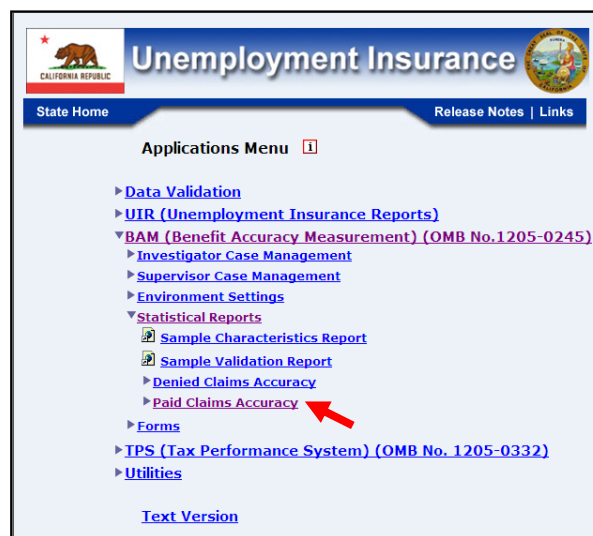 CALIFORNIA REPUBLIC
Unemployment Insurance
State Home
Release Notes | Links
Applications Menu i
Data Validation
UIR (Unemployment Insurance Reports)
BAM (Benefit Accuracy Measurement) (OMB No.1205-0245)
Investigator Case Management
Supervisor Case Management
Environment Settings
Statistical Reports
Sample Characteristics Report
Sample Validation Report
Denied Claims Accuracy
Paid Claims Accuracy
Forms
TPS (Tax Performance System) (OMB No. 1205-0332)
Utilities
Text Version